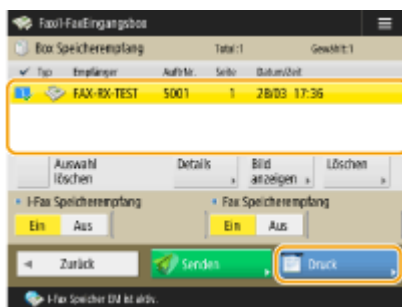 Fax/I-FaxEingangsbox
Box Speicherempfang Total:1 Gewählt:1
✓ Typ Empfänger AuftrNr. Seite Datum/Zeit
1 FAX-RX-TEST 5001 1 28/03 17:36
Auswahl löschen Details Bild anzeigen Löschen
I-Fax Speicherempfang Fax Speicherempfang
Ein Aus Ein Aus
Zurück Senden Druck
I-Fax Speicher EM ist aktiv.